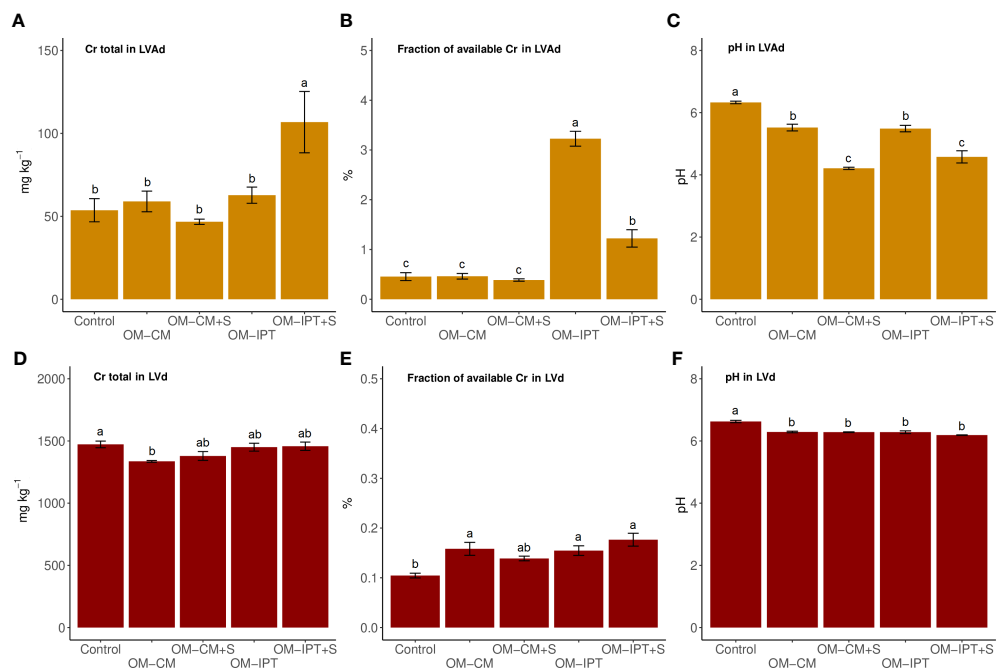 A
Cr total in LVAd
150
100
50
0
mg kg⁻¹
b
b
b
b
a
Control
OM−CM
OM−CM+S
OM−IPT
OM−IPT+S
B
Fraction of available Cr in LVAd
5
4
3
2
1
0
%
c
c
c
a
b
Control
OM−CM
OM−CM+S
OM−IPT
OM−IPT+S
C
pH in LVAd
8
6
4
2
0
pH
a
b
c
b
c
Control
OM−CM
OM−CM+S
OM−IPT
OM−IPT+S
D
Cr total in LVd
2000
1500
1000
500
0
mg kg⁻¹
a
b
ab
ab
ab
Control
OM−CM
OM−CM+S
OM−IPT
OM−IPT+S
E
Fraction of available Cr in LVd
0.5
0.4
0.3
0.2
0.1
0.0
%
b
a
ab
a
a
Control
OM−CM
OM−CM+S
OM−IPT
OM−IPT+S
F
pH in LVd
8
6
4
2
0
pH
a
b
b
b
b
Control
OM−CM
OM−CM+S
OM−IPT
OM−IPT+S